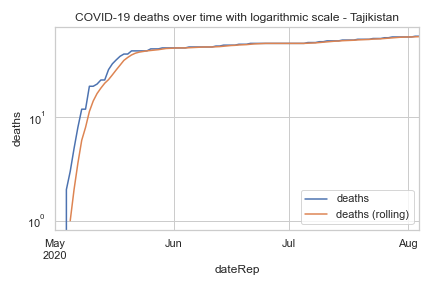 COVID-19 deaths over time with logarithmic scale - Tajikistan
deaths
10¹
10⁰
deaths
deaths (rolling)
May
2020
Jun
Jul
Aug
dateRep